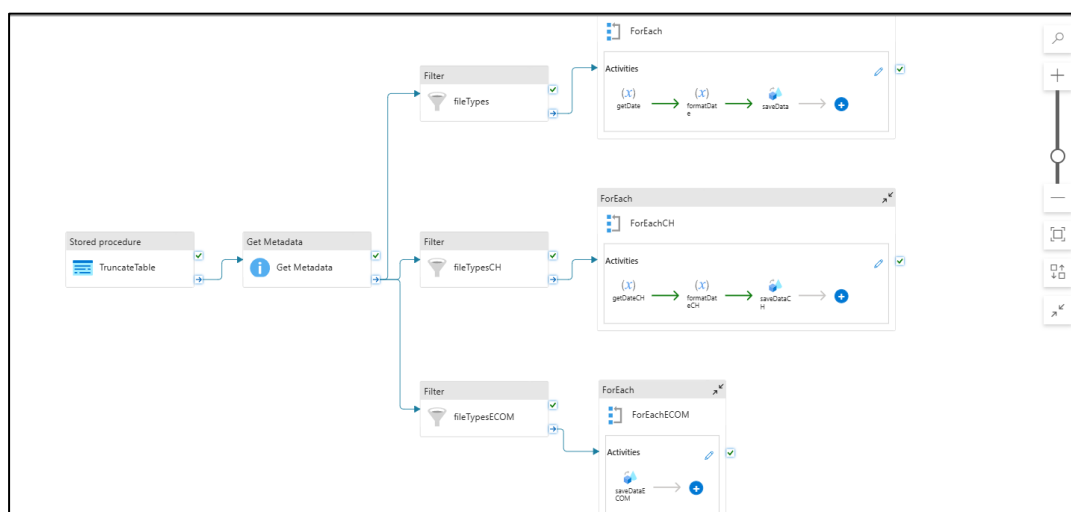 ForEach
Activities
(x)
getDate
(x)
formatDat
e
saveData
Filter
fileTypes
Stored procedure
TruncateTable
Get Metadata
Get Metadata
Filter
fileTypesCH
ForEach
ForEachCH
Activities
(x)
getDateCH
(x)
formatDat
eCH
saveDataC
H
Filter
fileTypesECOM
ForEach
ForEachECOM
Activities
saveDataE
COM